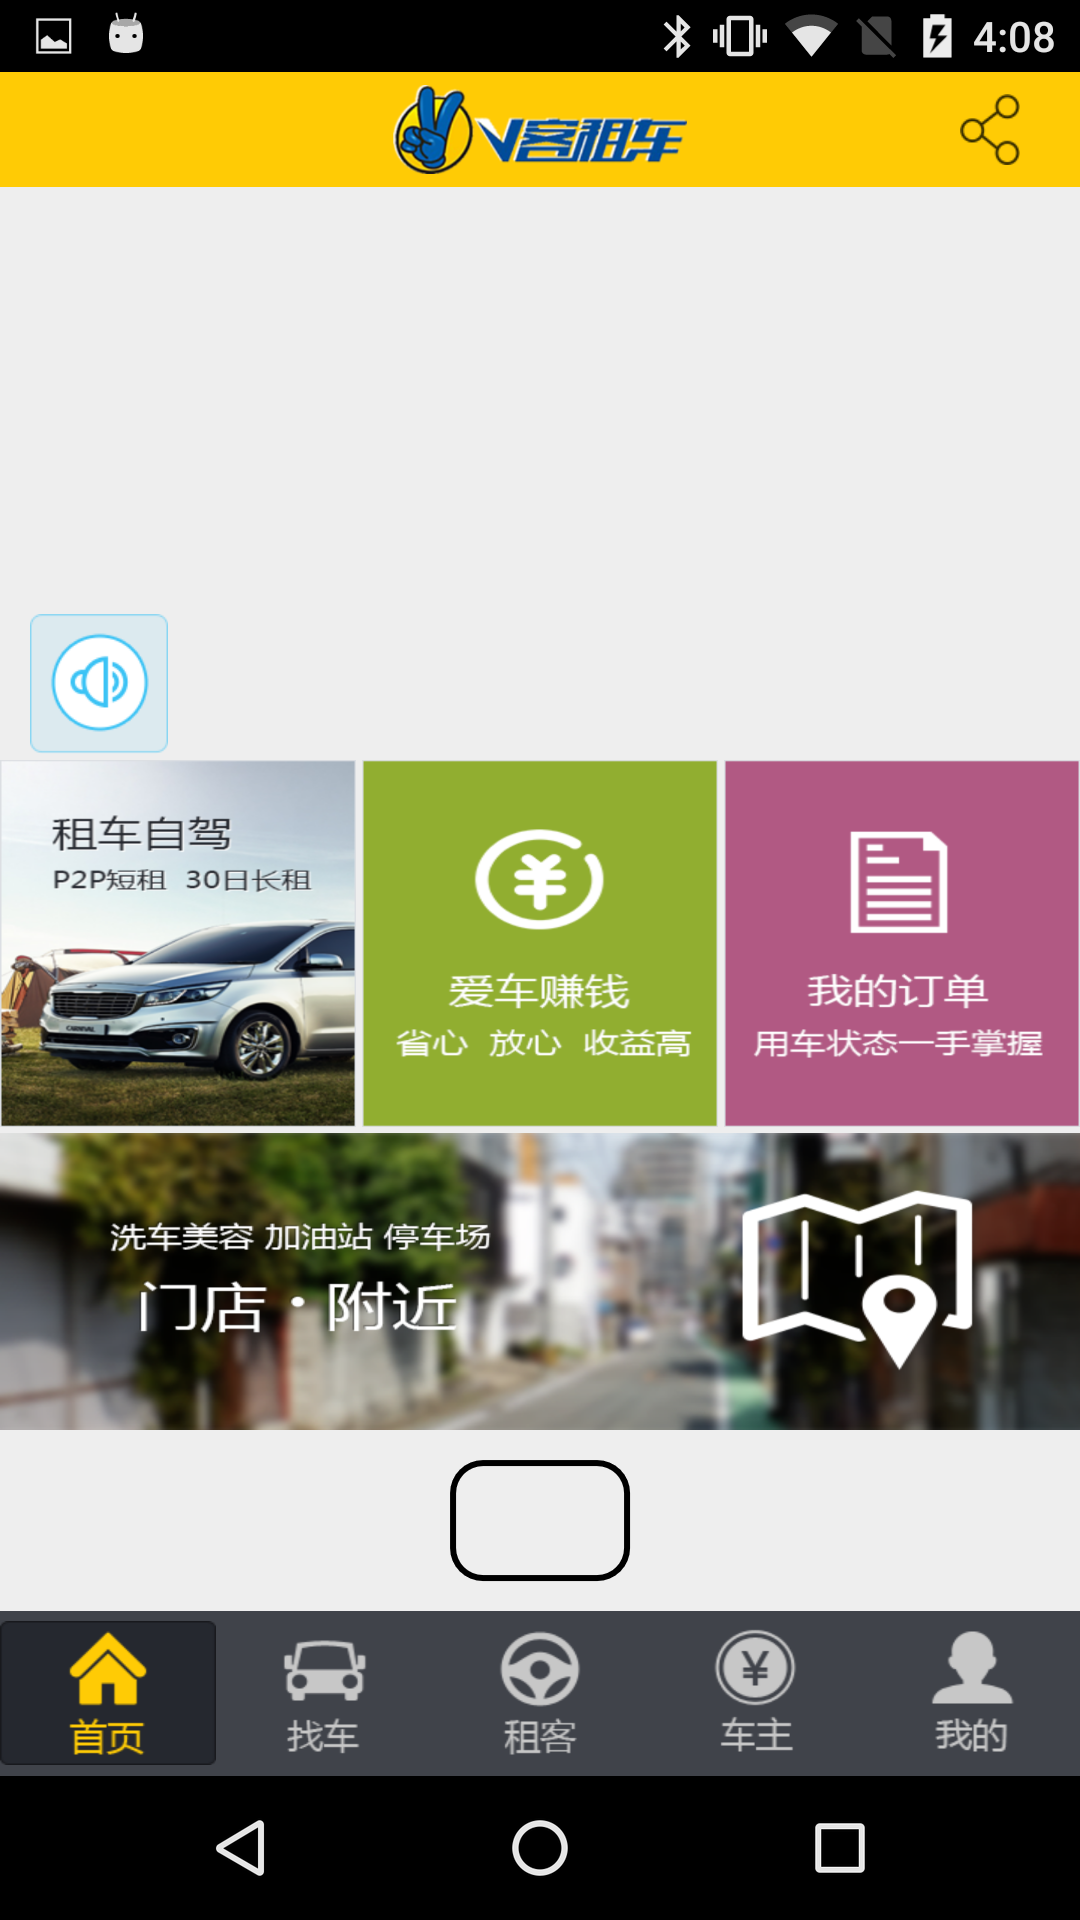 4:08
V客租车
租车自驾
P2P短租 30日长租
CARNIVAL
爱车赚钱
省心 放心 收益高
我的订单
用车状态一手掌握
洗车美容 加油站 停车场
门店·附近
首页
找车
租客
车主
我的